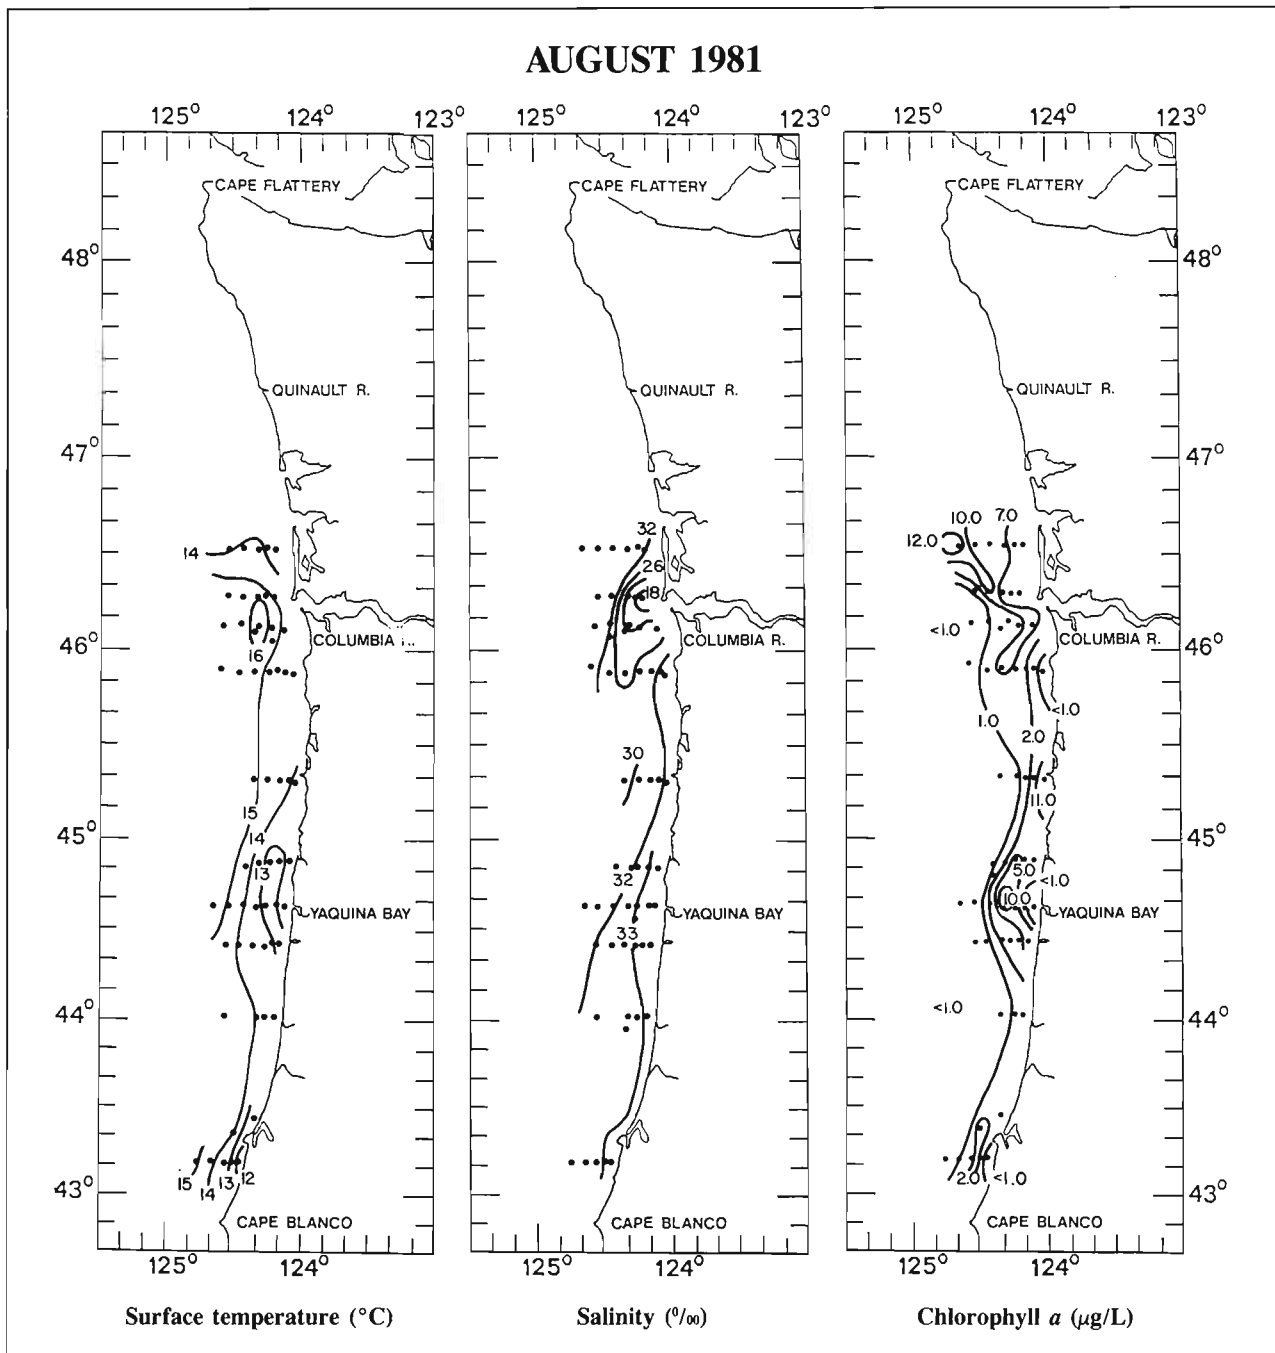 AUGUST 1981
125° 124° 123°
125° 124° 123°
125° 124° 123°
CAPE FLATTERY
CAPE FLATTERY
CAPE FLATTERY
48°
48°
QUINAULT R.
QUINAULT R.
QUINAULT R.
47°
47°
14
32
10.0 7.0
12.0
26
18
COLUMBIA
COLUMBIA R.
<1.0
COLUMBIA R.
46°
16
46°
<1.0
1.0
2.0
30
11.0
15
14
45°
45°
13
32
5.0
<1.0
10.0
YAQUINA BAY
YAQUINA BAY
YAQUINA BAY
33
44°
<1.0
44°
15 14 13 12
2.0 <1.0
43°
43°
CAPE BLANCO
CAPE BLANCO
CAPE BLANCO
125° 124°
125° 124°
125° 124°
Surface temperature (°C)
Salinity (⁰/₀₀)
Chlorophyll a (µg/L)